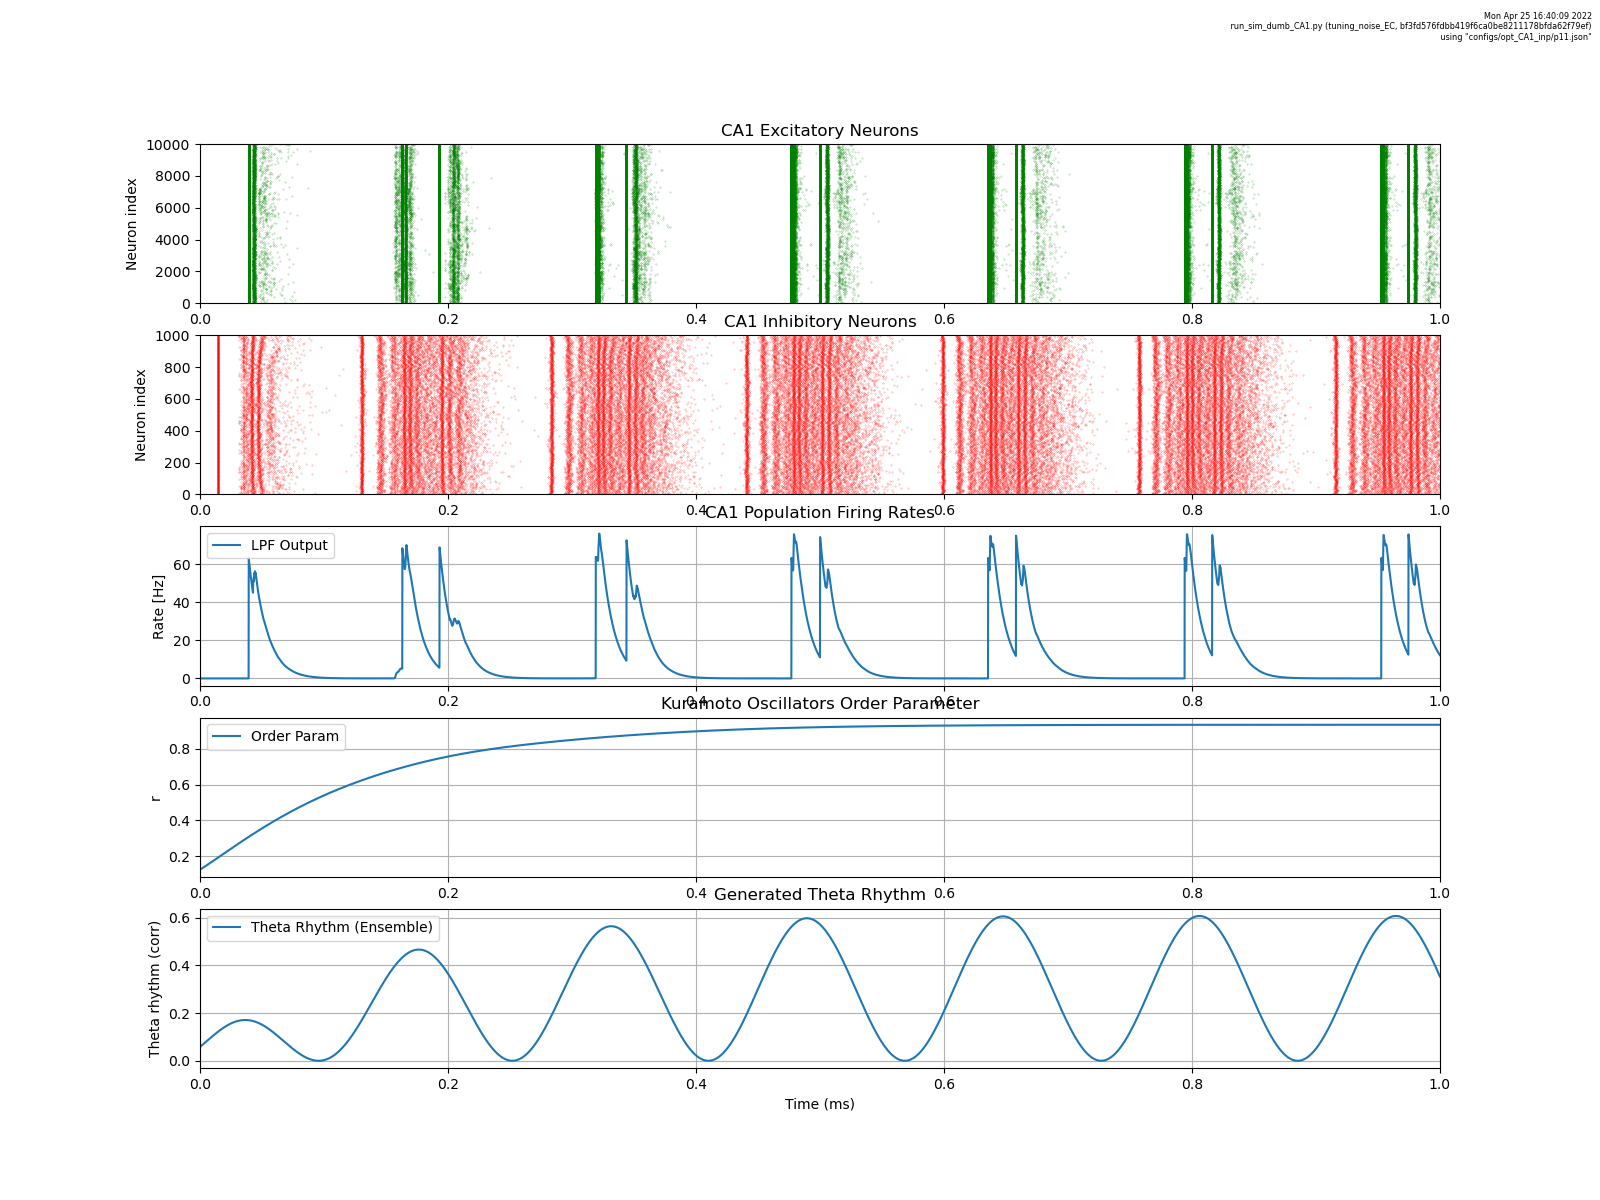 Mon Apr 25 16:40:09 2022
run_sim_dumb_CA1.py (tuning_noise_EC, bf3fd576fdbb419f6ca0be8211178bfda62f79ef)
using "configs/opt_CA1_inp/p11.json"
CA1 Excitatory Neurons
Neuron index
10000
8000
6000
4000
2000
0
0.0 0.2 0.4 0.6 0.8 1.0
CA1 Inhibitory Neurons
Neuron index
1000
800
600
400
200
0
0.0 0.2 0.4 0.6 0.8 1.0
CA1 Population Firing Rates
LPF Output
Rate [Hz]
60
40
20
0
0.0 0.2 0.4 0.6 0.8 1.0
Kuramoto Oscillators Order Parameter
Order Param
r
0.8
0.6
0.4
0.2
0.0 0.2 0.4 0.6 0.8 1.0
Generated Theta Rhythm
Theta Rhythm (Ensemble)
Theta rhythm (corr)
0.6
0.4
0.2
0.0
0.0 0.2 0.4 0.6 0.8 1.0
Time (ms)